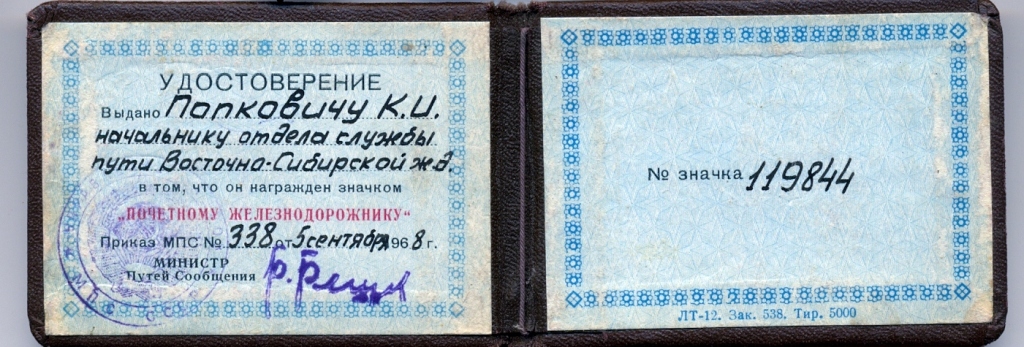 УДОСТОВЕРЕНИЕ
Выдано Попковичу К.И.
начальнику отдела службы
пути Восточно-Сибирской ж.д.
в том, что он награжден значком
„ПОЧЕТНОМУ ЖЕЛЕЗНОДОРОЖНИКУ“
Приказ МПС № 338 от 5 сентября 1968 г.
МИНИСТР
Путей Сообщения
№ значка 119844
ЛТ-12. Зак. 538. Тир. 5000